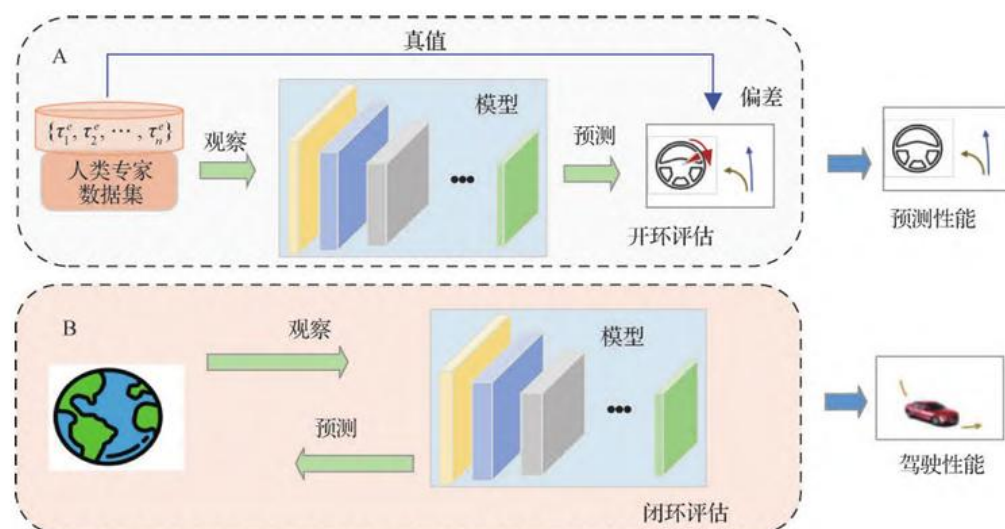 A
真值
偏差
{τ₁ᵉ, τ₂ᵉ, ⋯, τₙᵉ}
人类专家
数据集
观察
模型
预测
开环评估
预测性能
B
观察
模型
预测
闭环评估
驾驶性能